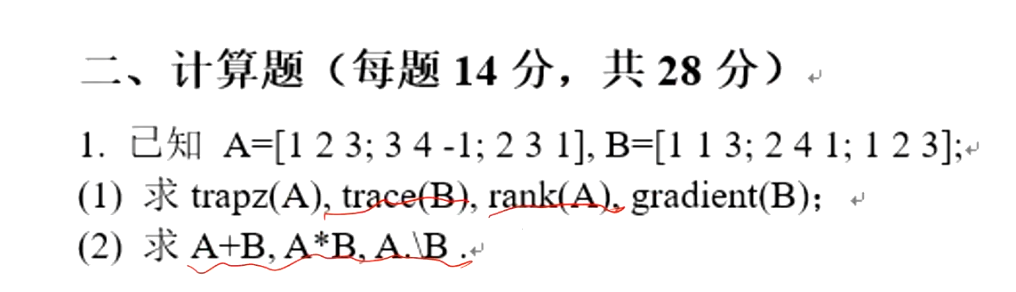 二、计算题（每题 14 分，共 28 分）
1. 已知 A=[1 2 3; 3 4 -1; 2 3 1], B=[1 1 3; 2 4 1; 1 2 3];
(1) 求 trapz(A), trace(B), rank(A), gradient(B)；
(2) 求 A+B, A*B, A.\B .